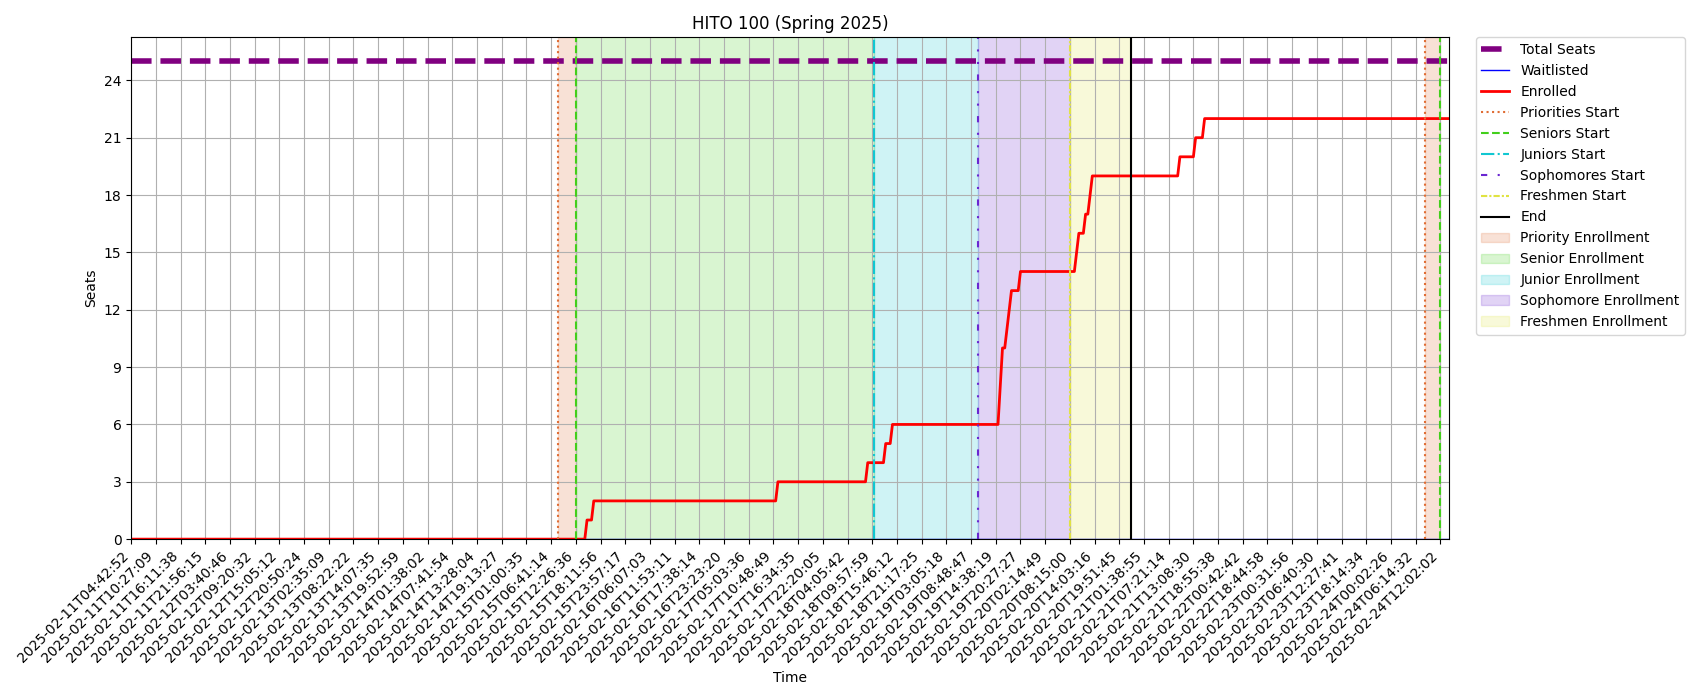 HITO 100 (Spring 2025)
Total Seats
Waitlisted
Enrolled
Priorities Start
Seniors Start
Juniors Start
Sophomores Start
Freshmen Start
End
Priority Enrollment
Senior Enrollment
Junior Enrollment
Sophomore Enrollment
Freshmen Enrollment
Seats
24
21
18
15
12
9
6
3
0
2025-02-11T04:42:52
2025-02-11T10:27:09
2025-02-11T16:11:38
2025-02-11T21:56:15
2025-02-12T03:40:46
2025-02-12T09:20:32
2025-02-12T15:05:12
2025-02-12T20:50:24
2025-02-13T02:35:09
2025-02-13T08:22:22
2025-02-13T14:07:35
2025-02-13T19:52:59
2025-02-14T01:38:02
2025-02-14T07:41:54
2025-02-14T13:28:04
2025-02-14T19:13:27
2025-02-15T01:00:35
2025-02-15T06:41:14
2025-02-15T12:26:36
2025-02-15T18:11:56
2025-02-15T23:57:17
2025-02-16T06:07:03
2025-02-16T11:53:11
2025-02-16T17:38:14
2025-02-16T23:23:20
2025-02-17T05:03:36
2025-02-17T10:48:49
2025-02-17T16:34:35
2025-02-17T22:20:05
2025-02-18T04:05:42
2025-02-18T09:57:59
2025-02-18T15:46:12
2025-02-18T21:17:25
2025-02-19T03:05:18
2025-02-19T08:48:47
2025-02-19T14:38:19
2025-02-19T20:27:27
2025-02-20T02:14:49
2025-02-20T08:15:00
2025-02-20T14:03:16
2025-02-20T19:51:45
2025-02-21T01:38:55
2025-02-21T07:21:14
2025-02-21T13:08:30
2025-02-21T18:55:38
2025-02-22T00:42:42
2025-02-22T18:44:58
2025-02-23T00:31:56
2025-02-23T06:40:30
2025-02-23T12:27:41
2025-02-23T18:14:34
2025-02-24T00:02:26
2025-02-24T06:14:32
2025-02-24T12:02:02
Time